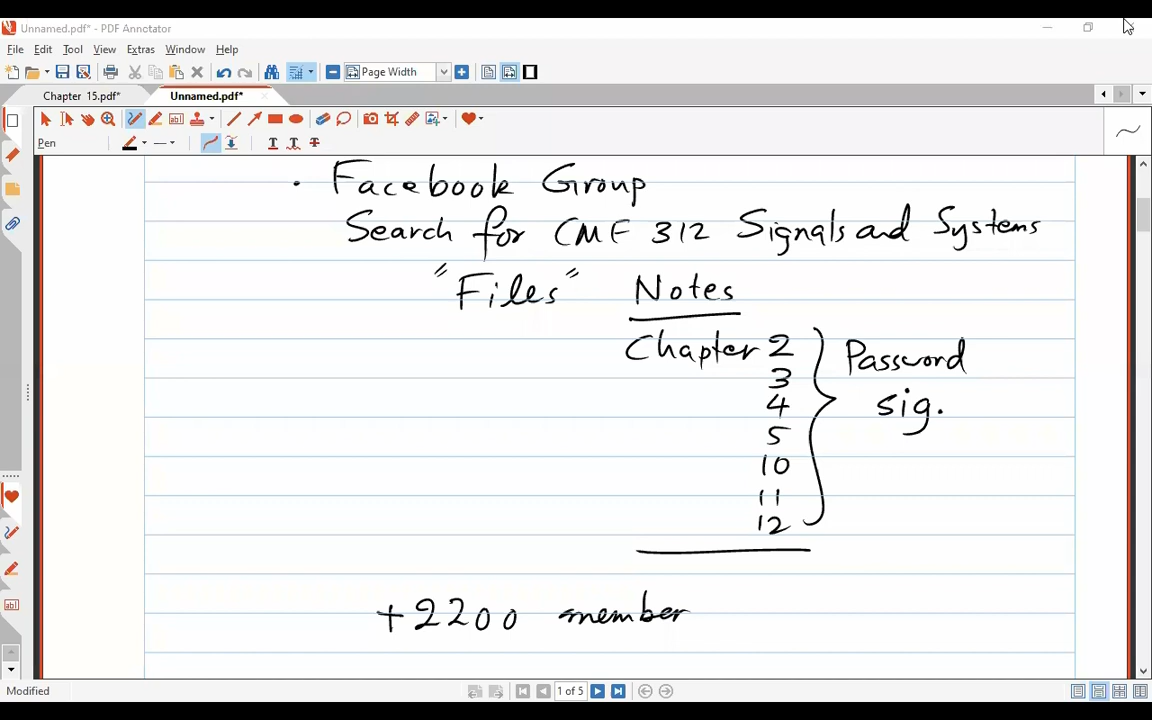 Unnamed.pdf* - PDF Annotator
File Edit Tool View Extras Window Help
Page Width
Chapter 15.pdf* Unnamed.pdf*
Pen
• Facebook Group
Search for CME 312 Signals and Systems
"Files" Notes
Chapter 2 Password
3
4 sig.
5
10
11
12
+2200 member
Modified 1 of 5